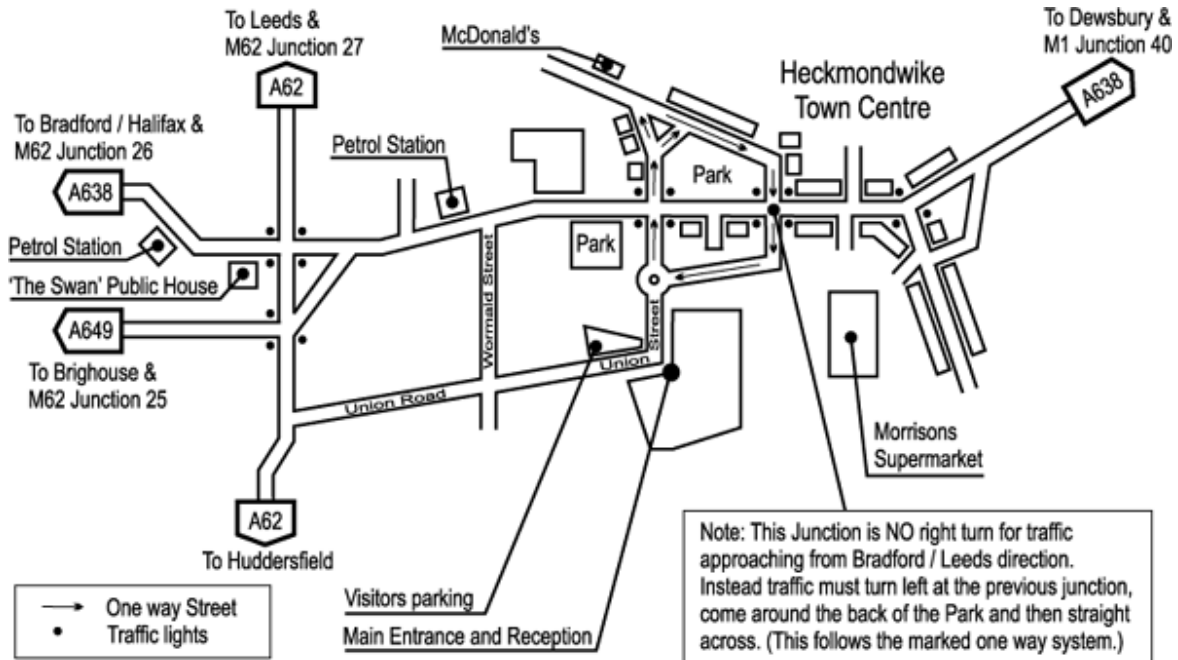 To Leeds &
M62 Junction 27
A62
McDonald's
To Dewsbury &
M1 Junction 40
A638
Heckmondwike
Town Centre
To Bradford / Halifax &
M62 Junction 26
A638
Petrol Station
Park
Petrol Station
Park
'The Swan' Public House
Wormald Street
A649
To Brighouse &
M62 Junction 25
Union Street
Union Road
Morrisons
Supermarket
A62
To Huddersfield
One way Street
Traffic lights
Visitors parking
Main Entrance and Reception
Note: This Junction is NO right turn for traffic
approaching from Bradford / Leeds direction.
Instead traffic must turn left at the previous junction,
come around the back of the Park and then straight
across. (This follows the marked one way system.)